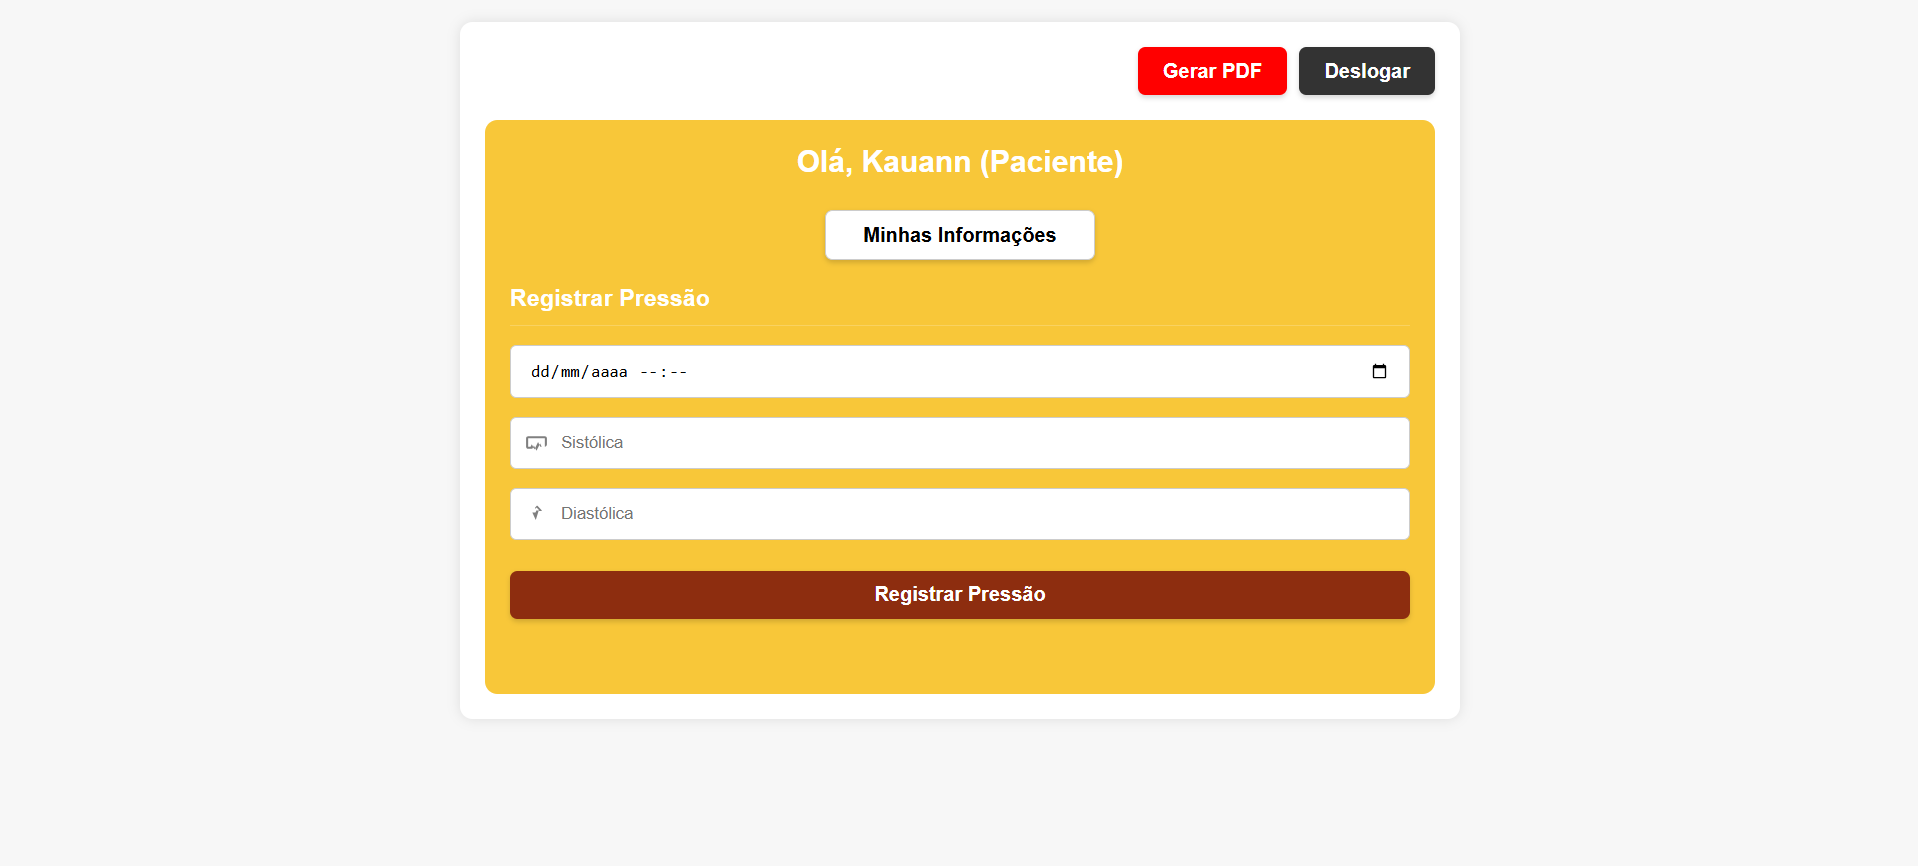 Gerar PDF Deslogar
Olá, Kauann (Paciente)
Minhas Informações
Registrar Pressão
dd/mm/aaaa --:--
Sistólica
Diastólica
Registrar Pressão